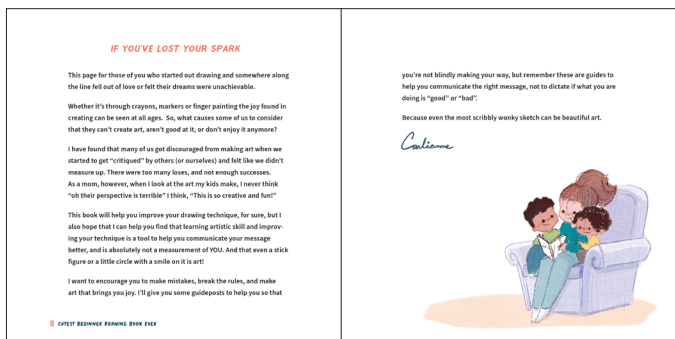 IF YOU'VE LOST YOUR SPARK
This page for those of you who started out drawing and somewhere along
the line fell out of love or felt their dreams were unachievable.
Whether it's through crayons, markers or finger painting the joy found in
creating can be seen at all ages.  So, what causes some of us to consider
that they can't create art, aren't good at it, or don't enjoy it anymore?
I have found that many of us got discouraged from making art when we
started to get “critiqued” by others (or ourselves) and felt like we didn't
measure up. There were too many loses, and not enough successes.
As a mom, however, when I look at the art my kids make, I never think
“oh their perspective is terrible” I think, “This is so creative and fun!”
This book will help you improve your drawing technique, for sure, but I
also hope that I can help you find that learning artistic skill and improv-
ing your technique is a tool to help you communicate your message
better, and is absolutely not a measurement of YOU. And that even a stick
figure or a little circle with a smile on it is art!
I want to encourage you to make mistakes, break the rules, and make
art that brings you joy. I'll give you some guideposts to help you so that
8 CUTEST BEGINNER DRAWING BOOK EVER
you're not blindly making your way, but remember these are guides to
help you communicate the right message, not to dictate if what you are
doing is “good” or “bad”.
Because even the most scribbly wonky sketch can be beautiful art.
Carlianne